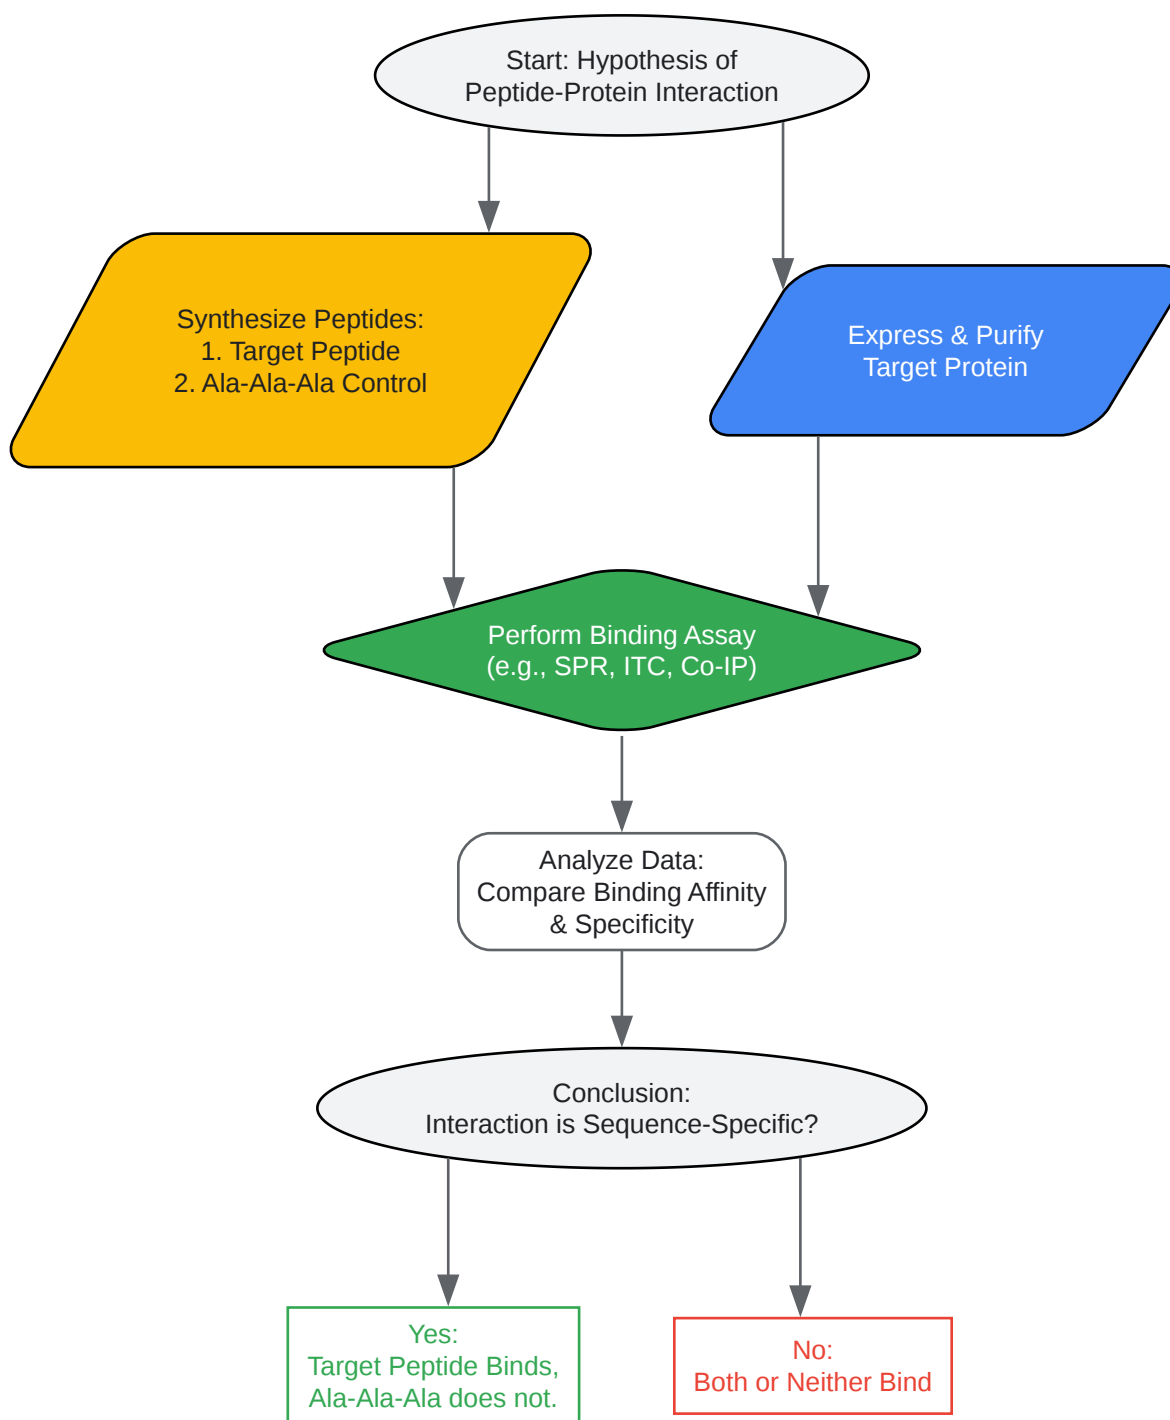 Start: Hypothesis of
Peptide-Protein Interaction
Synthesize Peptides:
1. Target Peptide
2. Ala-Ala-Ala Control
Express & Purify
Target Protein
Perform Binding Assay
(e.g., SPR, ITC, Co-IP)
Analyze Data:
Compare Binding Affinity
& Specificity
Conclusion:
Interaction is Sequence-Specific?
Yes:
Target Peptide Binds,
Ala-Ala-Ala does not.
No:
Both or Neither Bind